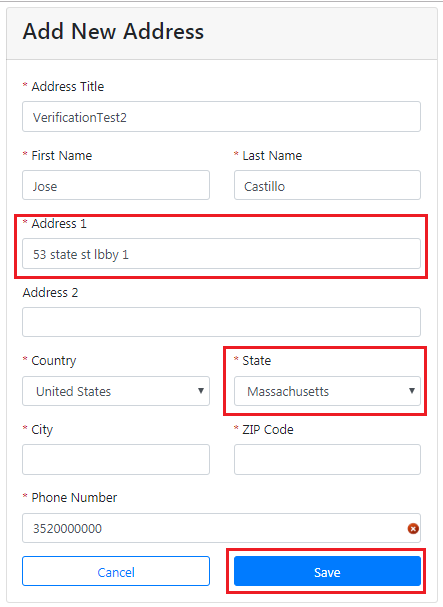 Add New Address
* Address Title
VerificationTest2
* First Name
* Last Name
Jose
Castillo
* Address 1
53 state st lbby 1
Address 2
* Country
* State
United States
Massachusetts
* City
* ZIP Code
* Phone Number
3520000000
Cancel
Save